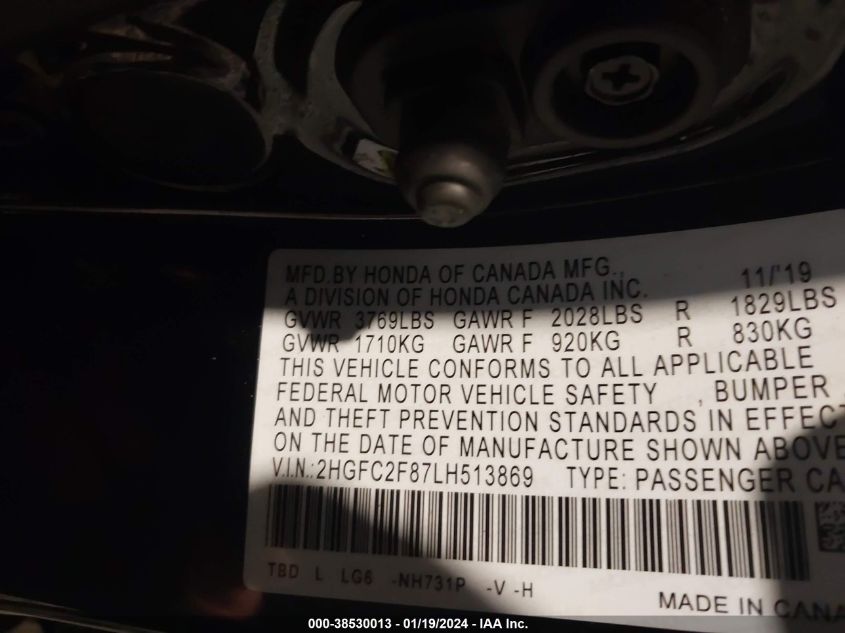 MFD.BY HONDA OF CANADA MFG., 11/'19
A DIVISION OF HONDA CANADA INC.
GVWR 3769LBS GAWR F 2028LBS R 1829LBS
GVWR 1710KG GAWR F 920KG R 830KG
THIS VEHICLE CONFORMS TO ALL APPLICABLE
FEDERAL MOTOR VEHICLE SAFETY , BUMPER
AND THEFT PREVENTION STANDARDS IN EFFECT
ON THE DATE OF MANUFACTURE SHOWN ABOVE
V.I.N.:2HGFC2F87LH513869 TYPE: PASSENGER CA
TBD L LG6 -NH731P -V -H
MADE IN CANA
000-38530013 - 01/19/2024 - IAA Inc.